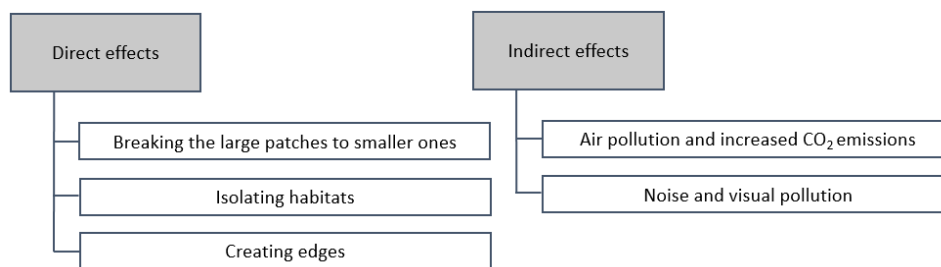 Direct effects
Breaking the large patches to smaller ones
Isolating habitats
Creating edges
Indirect effects
Air pollution and increased CO₂ emissions
Noise and visual pollution